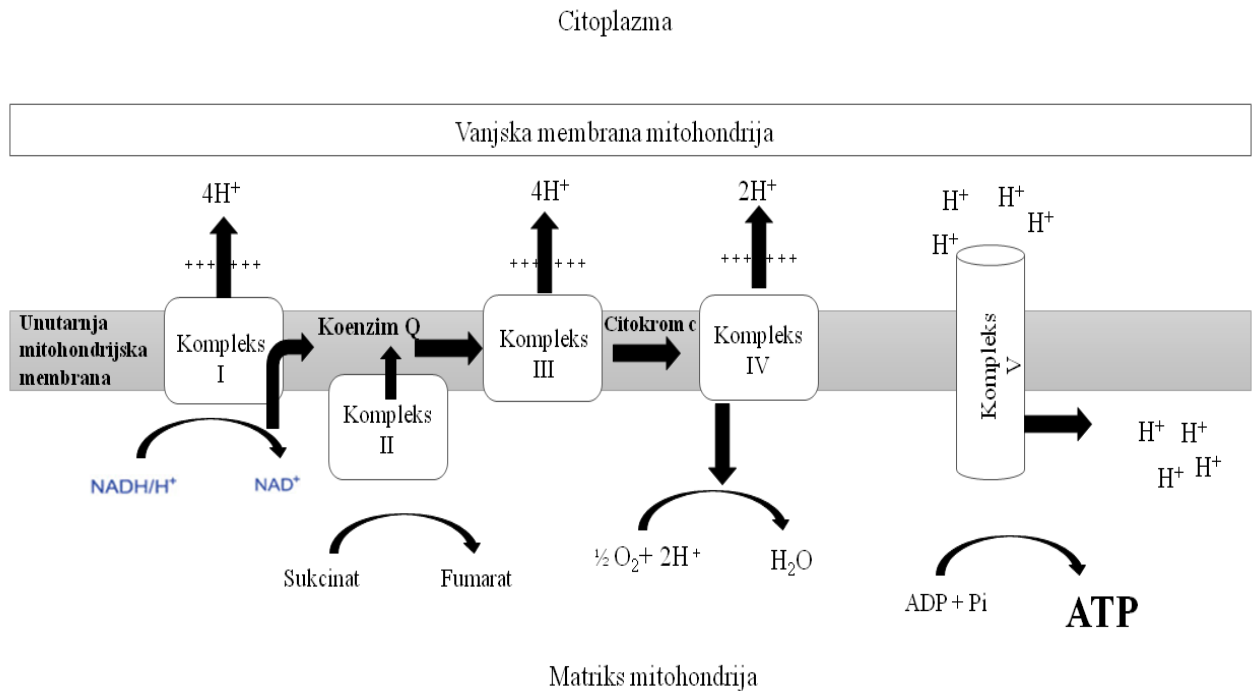 Citoplazma
Vanjska membrana mitohondrija
4H⁺
4H⁺
2H⁺
H⁺
H⁺
H⁺
H⁺
+++ +++
+++ +++
+++ +++
Unutarnja
mitohondrijska
membrana
Kompleks
I
Koenzim Q
Kompleks
II
Kompleks
III
Citokrom c
Kompleks
IV
Kompleks
V
NADH/H⁺
NAD⁺
Sukcinat
Fumarat
½ O₂+ 2H⁺
H₂O
H⁺
H⁺
H⁺
H⁺
ADP + Pi
ATP
Matriks mitohondrija